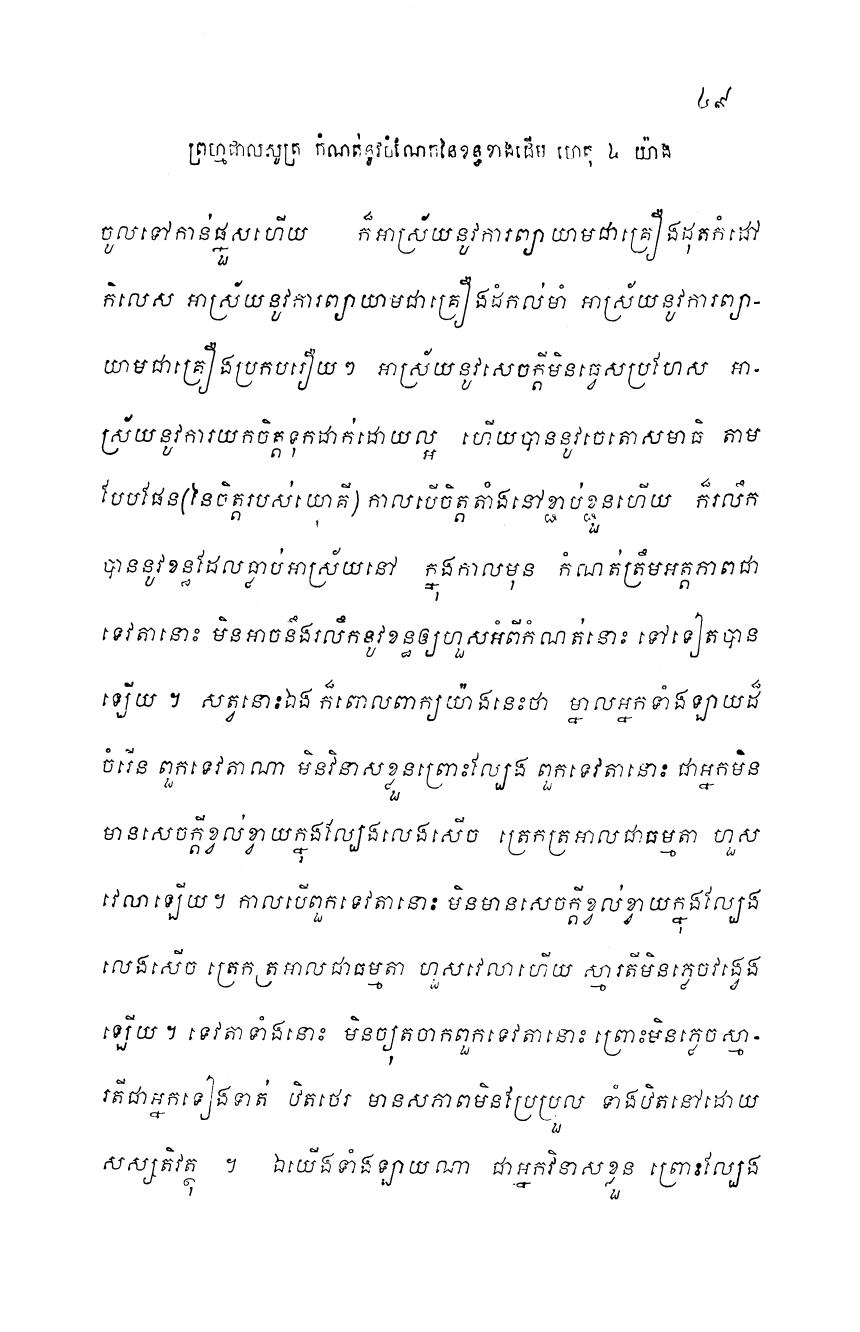 ៤៩
ព្រហ្មជាលសូត្រ កំណត់នូវចំណែកនៃខន្ធខាងដើម ហេតុ ៤ យ៉ាង
ចូលទៅកាន់ផ្នួសហើយ ក៏អាស្រ័យនូវការព្យាយាមជាគ្រឿងដុតកំដៅ
កិលេស អាស្រ័យនូវការព្យាយាមជាគ្រឿងដំកល់មាំ អាស្រ័យនូវការព្យា-
យាមជាគ្រឿងប្រកបរឿយៗ អាស្រ័យនូវសេចក្តីមិនធ្វេសប្រហែស អា-
ស្រ័យនូវការយកចិត្តទុកដាក់ដោយល្អ ហើយបាននូវចេតោសមាធិ តាម
បែបផែន(នៃចិត្តរបស់យោគី) កាលបើចិត្តតាំងនៅខ្ជាប់ខ្ជួនហើយ ក៏រលឹក
បាននូវខន្ធដែលធ្លាប់អាស្រ័យនៅ ក្នុងកាលមុន កំណត់ត្រឹមអត្តភាពជា
ទេវតានោះ មិនអាចនឹងរលឹកនូវខន្ធឲ្យហួសអំពីកំណត់នោះ ទៅទៀតបាន
ឡើយ ។ សត្វនោះឯង ក៏ពោលពាក្យយ៉ាងនេះថា ម្នាលអ្នកទាំងឡាយដ៏
ចំរើន ពួកទេវតាណា មិនវិនាសខ្លួនព្រោះល្បែង ពួកទេវតានោះ ជាអ្នកមិន
មានសេចក្តីខ្វល់ខ្វាយក្នុងល្បែងលេងសើច ត្រេកត្រអាលជាធម្មតា ហួស
វេលាឡើយ ។ កាលបើពួកទេវតានោះ មិនមានសេចក្តីខ្វល់ខ្វាយក្នុងល្បែង
លេងសើច ត្រេកត្រអាលជាធម្មតា ហួសវេលាហើយ ស្មារតីមិនភ្លេចវង្វេង
ឡើយ ។ ទេវតាទាំងនោះ មិនច្យុតចាកពួកទេវតានោះ ព្រោះមិនភ្លេចស្មា-
រតីជាអ្នកទៀងទាត់ ឋិតថេរ មានសភាពមិនប្រែប្រួល ទាំងឋិតនៅដោយ
សស្សតិវត្ថុ ។ ឯយើងទាំងឡាយណា ជាអ្នកវិនាសខ្លួន ព្រោះល្បែង